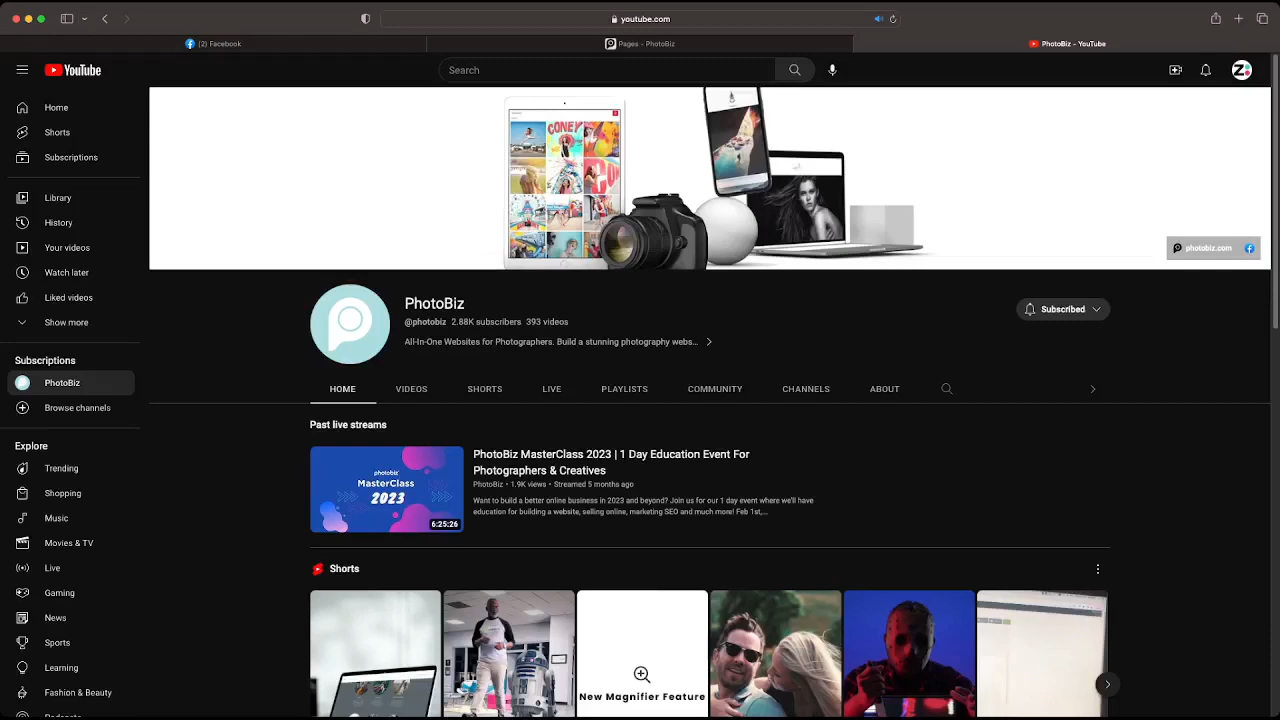 youtube.com
(2) Facebook
Pages - PhotoBiz
PhotoBiz - YouTube
YouTube
Search
Home
Shorts
Subscriptions
Library
History
Your videos
Watch later
Liked videos
Show more
Subscriptions
PhotoBiz
Browse channels
Explore
Trending
Shopping
Music
Movies & TV
Live
Gaming
News
Sports
Learning
Fashion & Beauty
CONEY
photobiz.com
PhotoBiz
@photobiz 2.88K subscribers 393 videos
All-In-One Websites for Photographers. Build a stunning photography webs...
Subscribed
HOME VIDEOS SHORTS LIVE PLAYLISTS COMMUNITY CHANNELS ABOUT
Past live streams
photobiz
MasterClass
2023
6:25:26
PhotoBiz MasterClass 2023 | 1 Day Education Event For
Photographers & Creatives
PhotoBiz • 1.9K views • Streamed 5 months ago
Want to build a better online business in 2023 and beyond? Join us for our 1 day event where we'll have
education for building a website, selling online, marketing SEO and much more! Feb 1st,...
Shorts
New Magnifier Feature